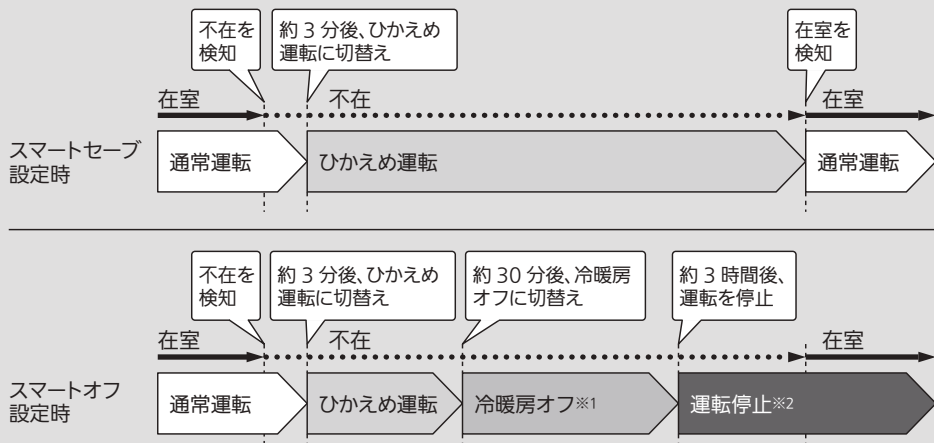 不在を
検知
約 3 分後、ひかえめ
運転に切替え
在室を
検知
在室
不在
在室
スマートセーブ
設定時
通常運転
ひかえめ運転
通常運転
不在を
検知
約 3 分後、ひかえめ
運転に切替え
約 30 分後、冷暖房
オフに切替え
約 3 時間後、
運転を停止
在室
不在
在室
スマートオフ
設定時
通常運転
ひかえめ運転
冷暖房オフ※1
運転停止※2